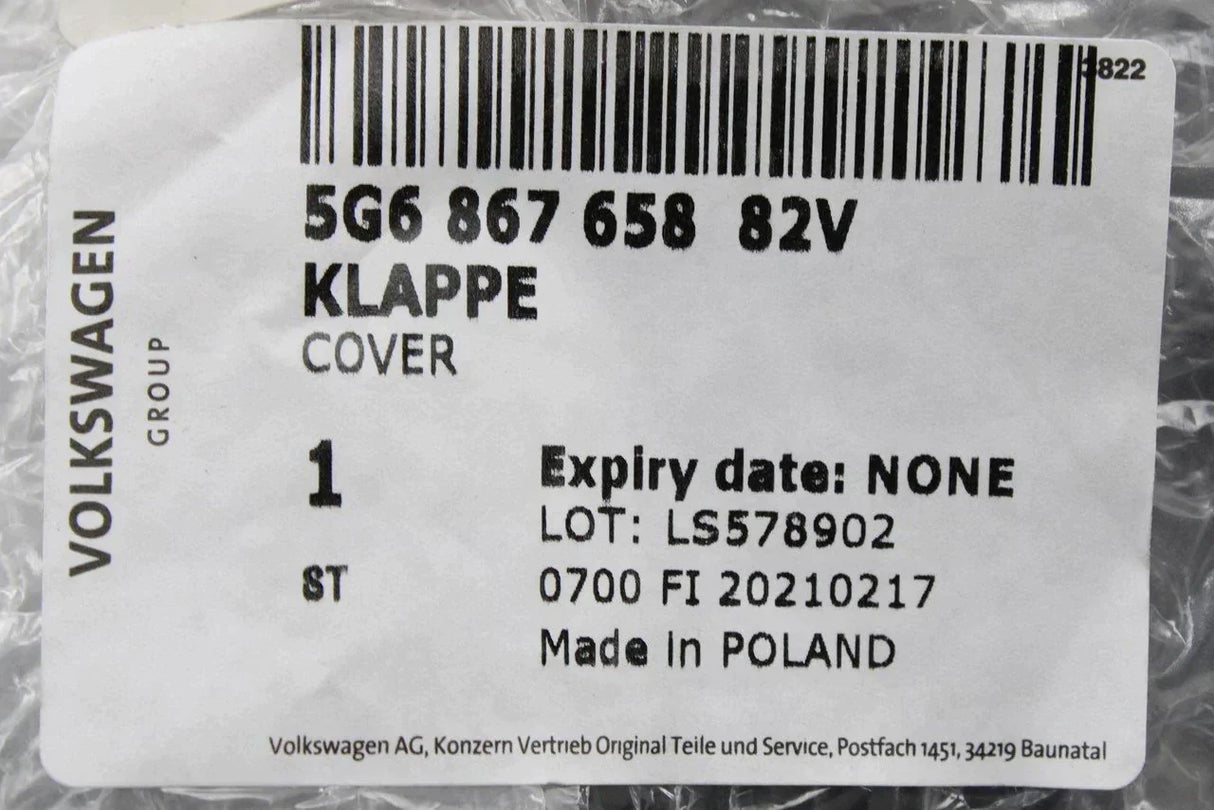 3822
5G6 867 658 82V
KLAPPE
COVER
1
ST
Expiry date: NONE
LOT: LS578902
0700 FI 20210217
Made in POLAND
VOLKSWAGEN
GROUP
Volkswagen AG, Konzern Vertrieb Original Teile und Service, Postfach 1451, 34219 Baunatal